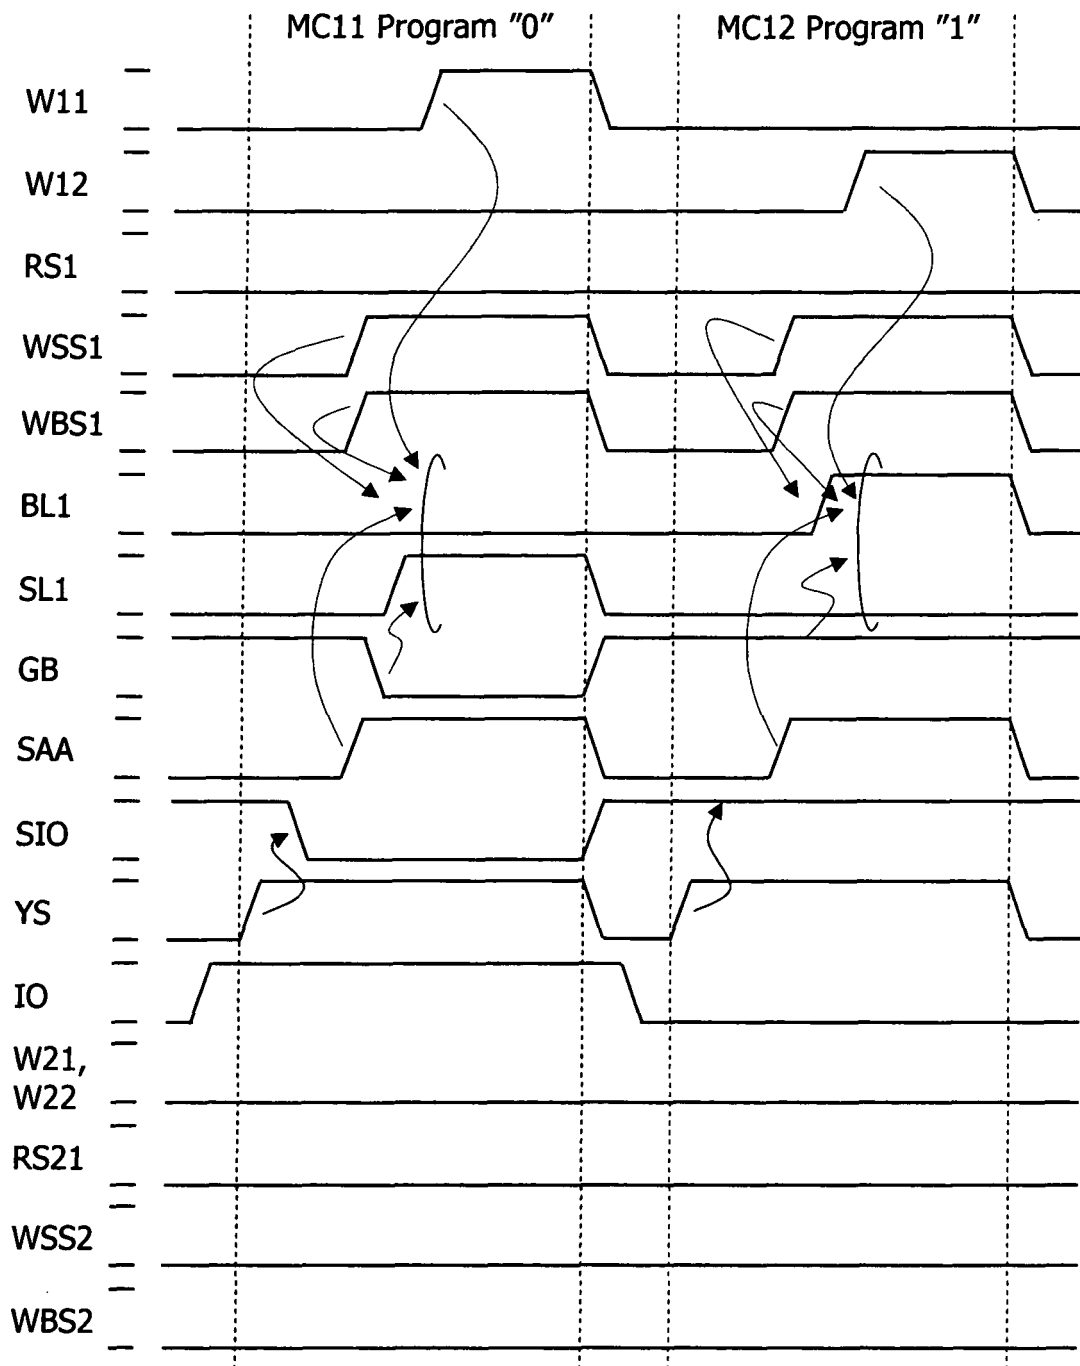 MC11 Program "0"
MC12 Program "1"
W11
W12
RS1
WSS1
WBS1
BL1
SL1
GB
SAA
SIO
YS
IO
W21,
W22
RS21
WSS2
WBS2